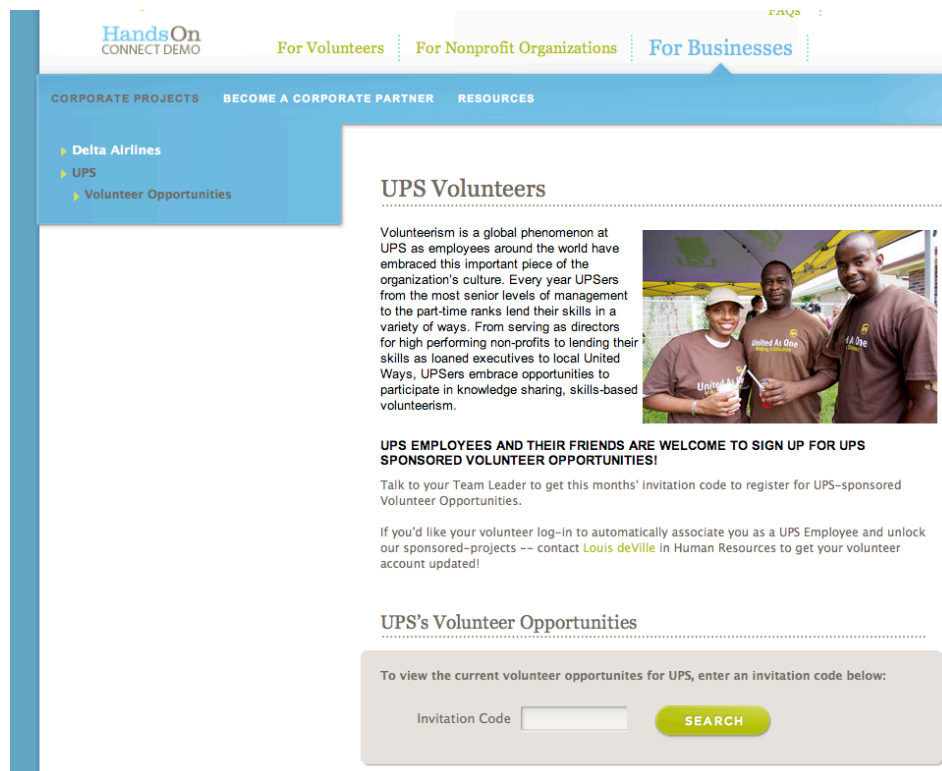 FAQs
HandsOn
CONNECT DEMO
For Volunteers
For Nonprofit Organizations
For Businesses
CORPORATE PROJECTS
BECOME A CORPORATE PARTNER
RESOURCES
Delta Airlines
UPS
Volunteer Opportunities
UPS Volunteers
Volunteerism is a global phenomenon at
UPS as employees around the world have
embraced this important piece of the
organization's culture. Every year UPSers
from the most senior levels of management
to the part-time ranks lend their skills in a
variety of ways. From serving as directors
for high performing non-profits to lending their
skills as loaned executives to local United
Ways, UPSers embrace opportunities to
participate in knowledge sharing, skills-based
volunteerism.
United As One
United As One
UPS EMPLOYEES AND THEIR FRIENDS ARE WELCOME TO SIGN UP FOR UPS
SPONSORED VOLUNTEER OPPORTUNITIES!
Talk to your Team Leader to get this months' invitation code to register for UPS-sponsored
Volunteer Opportunities.
If you'd like your volunteer log-in to automatically associate you as a UPS Employee and unlock
our sponsored-projects -- contact Louis deVille in Human Resources to get your volunteer
account updated!
UPS's Volunteer Opportunities
To view the current volunteer opportunites for UPS, enter an invitation code below:
Invitation Code
SEARCH